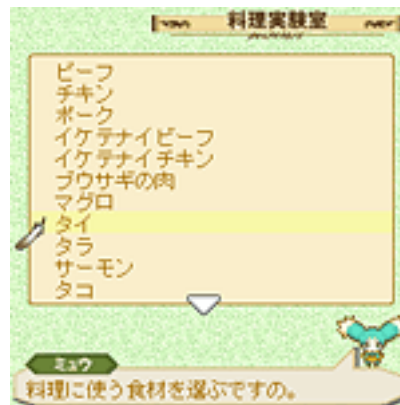 料理実験室
ビーフ
チキン
ポーク
イケテナイビーフ
イケテナイチキン
ブウサギの肉
マグロ
タイ
タラ
サーモン
タコ
ミュウ
料理に使う食材を選ぶですの。